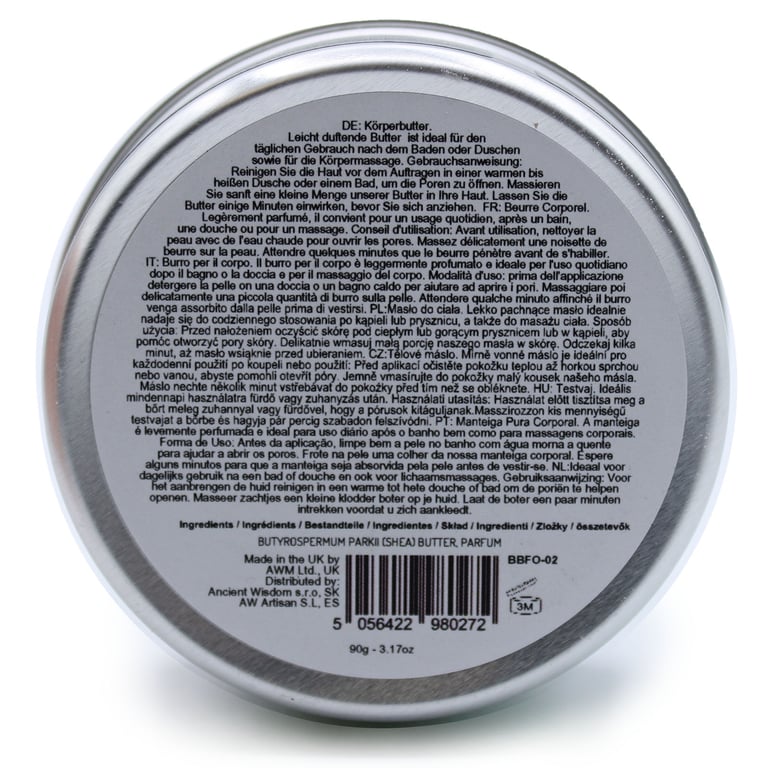 DE: Körperbutter.
Leicht duftende Butter ist ideal für den
täglichen Gebrauch nach dem Baden oder Duschen
sowie für die Körpermassage. Gebrauchsanweisung:
Reinigen Sie die Haut vor dem Auftragen in einer warmen bis
heißen Dusche oder einem Bad, um die Poren zu öffnen. Massieren
Sie sanft eine kleine Menge unserer Butter in Ihre Haut. Lassen Sie die
Butter einige Minuten einwirken, bevor Sie sich anziehen. FR: Beurre Corporel.
Legèrement parfumé, il convient pour un usage quotidien, après un bain,
une douche ou pour un massage. Conseil d'utilisation: Avant utilisation, nettoyer la
peau avec de l'eau chaude pour ouvrir les pores. Massez délicatement une noisette de
beurre sur la peau. Attendre quelques minutes que le beurre pénètre avant de s'habiller.
IT: Burro per il corpo. Il burro per il corpo è leggermente profumato e ideale per l'uso quotidiano
dopo il bagno o la doccia e per il massaggio del corpo. Modalità d'uso: prima dell'applicazione
detergere la pelle on una doccia o un bagno caldo per aiutare ad aprire i pori. Massaggiare poi
delicatamente una piccola quantità di burro sulla pelle. Attendere qualche minuto affinché il burro
venga assorbito dalla pelle prima di vestirsi. PL:Masło do ciała. Lekko pachnące masło idealnie
nadaje się do codziennego stosowania po kąpieli lub prysznicu, a także do masażu ciała. Sposób
użycia: Przed nałożeniem oczyścić skórę pod ciepłym lub gorącym prysznicem lub w kąpieli, aby
pomóc otworzyć pory skóry. Delikatnie wmasuj małą porcję naszego masła w skórę. Odczekaj kilka
minut, aż masło wsiąknie przed ubieraniem. CZ:Tělové máslo. Mírně vonné máslo je ideální pro
každodenní použití po koupeli nebo použití: Před aplikací očistěte pokožku teplou až horkou sprchou
nebo vanou, abyste pomohli otevřít póry. Jemně vmasírujte do pokožky malý kousek našeho másla.
Máslo nechte několik minut vstřebávat do pokožky před tím než se obléknete. HU: Testvaj. Ideális
mindennapi használatra fürdő vagy zuhanyzás után. Használati utasítás: Használat előtt tisztítsa meg a
bőrt meleg zuhannyal vagy fürdővel, hogy a pórusok kitáguljanak.Masszírozzon kis mennyiségű
testvajat a bőrbe és hagyja pár percig szabadon felszívódni. PT: Manteiga Pura Corporal. A manteiga
é levemente perfumada e ideal para uso diário após o banho bem como para massagens corporais.
Forma de Uso: Antes da aplicação, limpe bem a pele no banho com água morna a quente
para ajudar a abrir os poros. Frote na pele uma colher da nossa manteiga corporal. Espere
alguns minutos para que a manteiga seja absorvida pela pele antes de vestir-se. NL:Ideaal voor
dagelijks gebruik na een bad of douche en ook voor lichaamsmassages. Gebruiksaanwijzing: Voor
het aanbrengen de huid reinigen in een warme tot hete douche of bad om de poriën te helpen
openen. Masseer zachtjes een kleine klodder boter op je huid. Laat de boter een paar minuten
intrekken voordat u zich aankleedt.
Ingredients / Ingrédients / Bestandteile / Ingredientes / Skład / Ingredienti / Zložky / összetevők
BUTYROSPERMUM PARKII (SHEA) BUTTER, PARFUM
Made in the UK by
AWM Ltd., UK
Distributed by:
Ancient Wisdom s.r.o, SK
AW Artisan S.L, ES
BBFO-02
3M
5 056422 980272
90g - 3.17oz